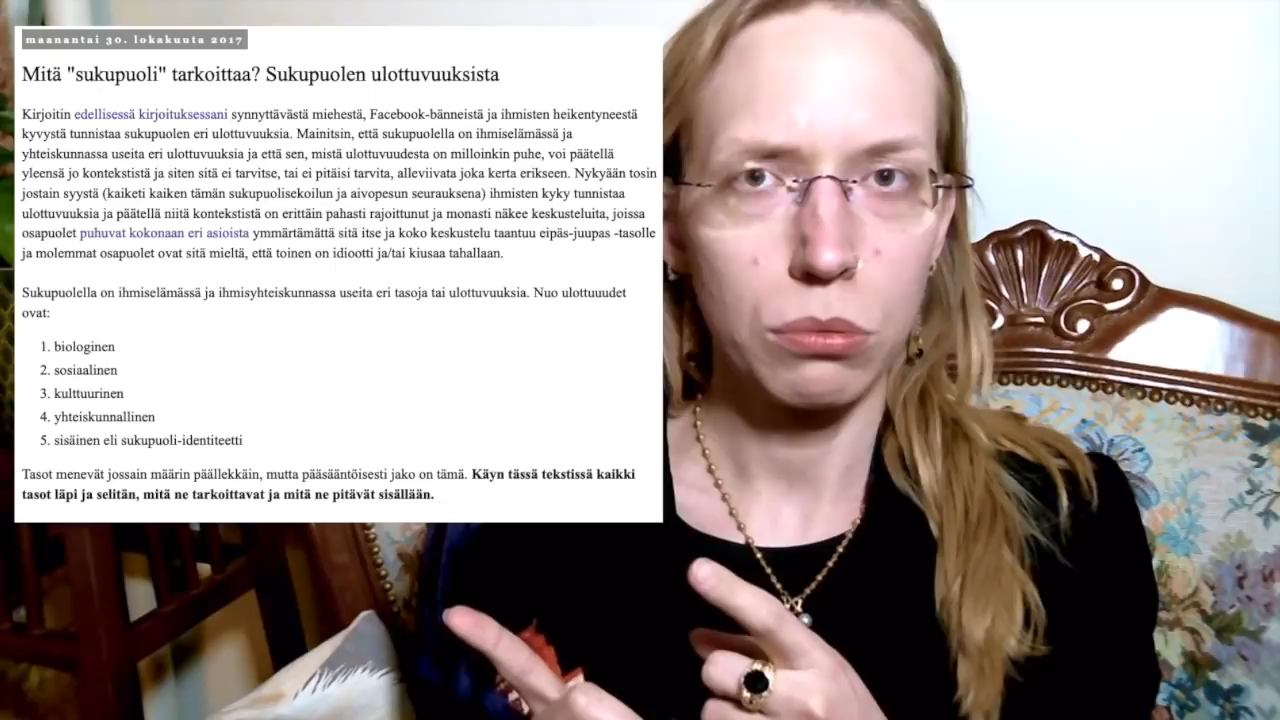 maanantai 30. lokakuuta 2017
Mitä "sukupuoli" tarkoittaa? Sukupuolen ulottuvuuksista
Kirjoitin edellisessä kirjoituksessani synnyttävästä miehestä, Facebook-bänneistä ja ihmisten heikentyneestä
kyvystä tunnistaa sukupuolen eri ulottuvuuksia. Mainitsin, että sukupuolella on ihmiselämässä ja
yhteiskunnassa useita eri ulottuvuuksia ja että sen, mistä ulottuvuudesta on milloinkin puhe, voi päätellä
yleensä jo kontekstistä ja siten sitä ei tarvitse, tai ei pitäisi tarvita, alleviivata joka kerta erikseen. Nykyään tosin
jostain syystä (kaiketi kaiken tämän sukupuolisekoilun ja aivopesun seurauksena) ihmisten kyky tunnistaa
ulottuvuuksia ja päätellä niitä kontekstistä on erittäin pahasti rajoittunut ja monasti näkee keskusteluita, joissa
osapuolet puhuvat kokonaan eri asioista ymmärtämättä sitä itse ja koko keskustelu taantuu eipäs-juupas -tasolle
ja molemmat osapuolet ovat sitä mieltä, että toinen on idiootti ja/tai kiusaa tahallaan.
Sukupuolella on ihmiselämässä ja ihmisyhteiskunnassa useita eri tasoja tai ulottuvuuksia. Nuo ulottuuudet
ovat:
1. biologinen
2. sosiaalinen
3. kulttuurinen
4. yhteiskunnallinen
5. sisäinen eli sukupuoli-identiteetti
Tasot menevät jossain määrin päällekkäin, mutta pääsääntöisesti jako on tämä. Käyn tässä tekstissä kaikki
tasot läpi ja selitän, mitä ne tarkoittavat ja mitä ne pitävät sisällään.